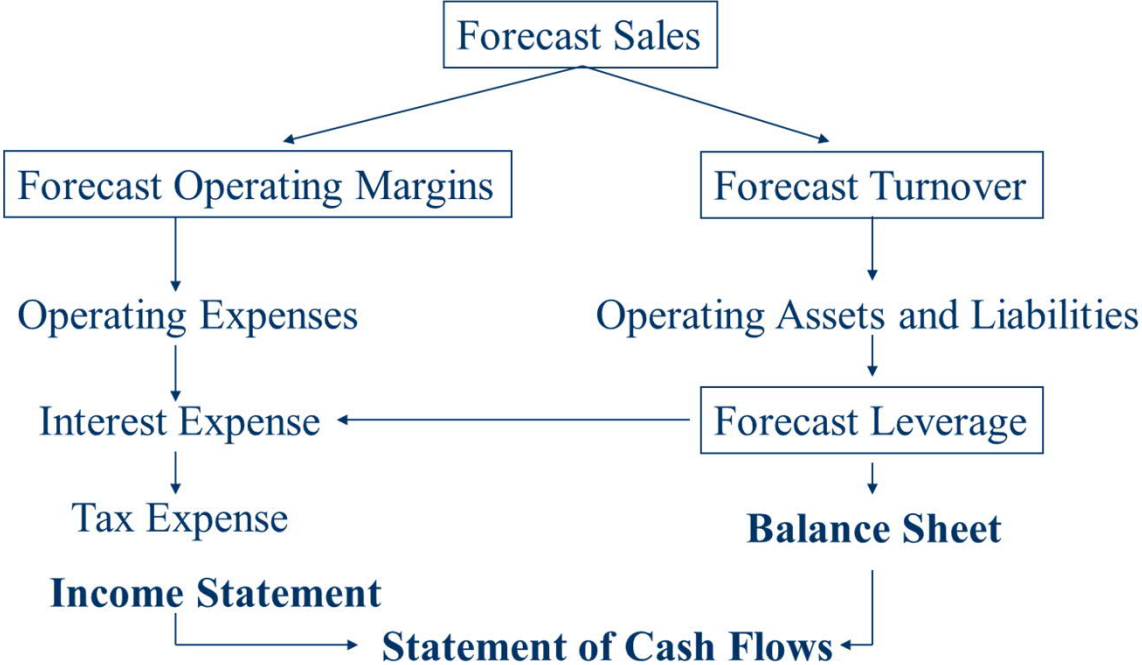 Forecast Sales
Forecast Operating Margins
Forecast Turnover
Operating Expenses
Operating Assets and Liabilities
Interest Expense
Forecast Leverage
Tax Expense
Balance Sheet
Income Statement
Statement of Cash Flows